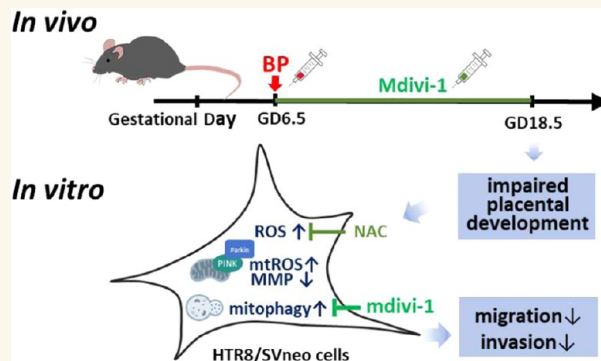 In vivo
BP
Mdivi-1
Gestational Day
GD6.5
GD18.5
In vitro
impaired
placental
development
ROS ↑
NAC
Parkin
PINK
mtROS↑
MMP ↓
mitophagy↑
mdivi-1
migration↓
invasion↓
HTR8/SVneo cells